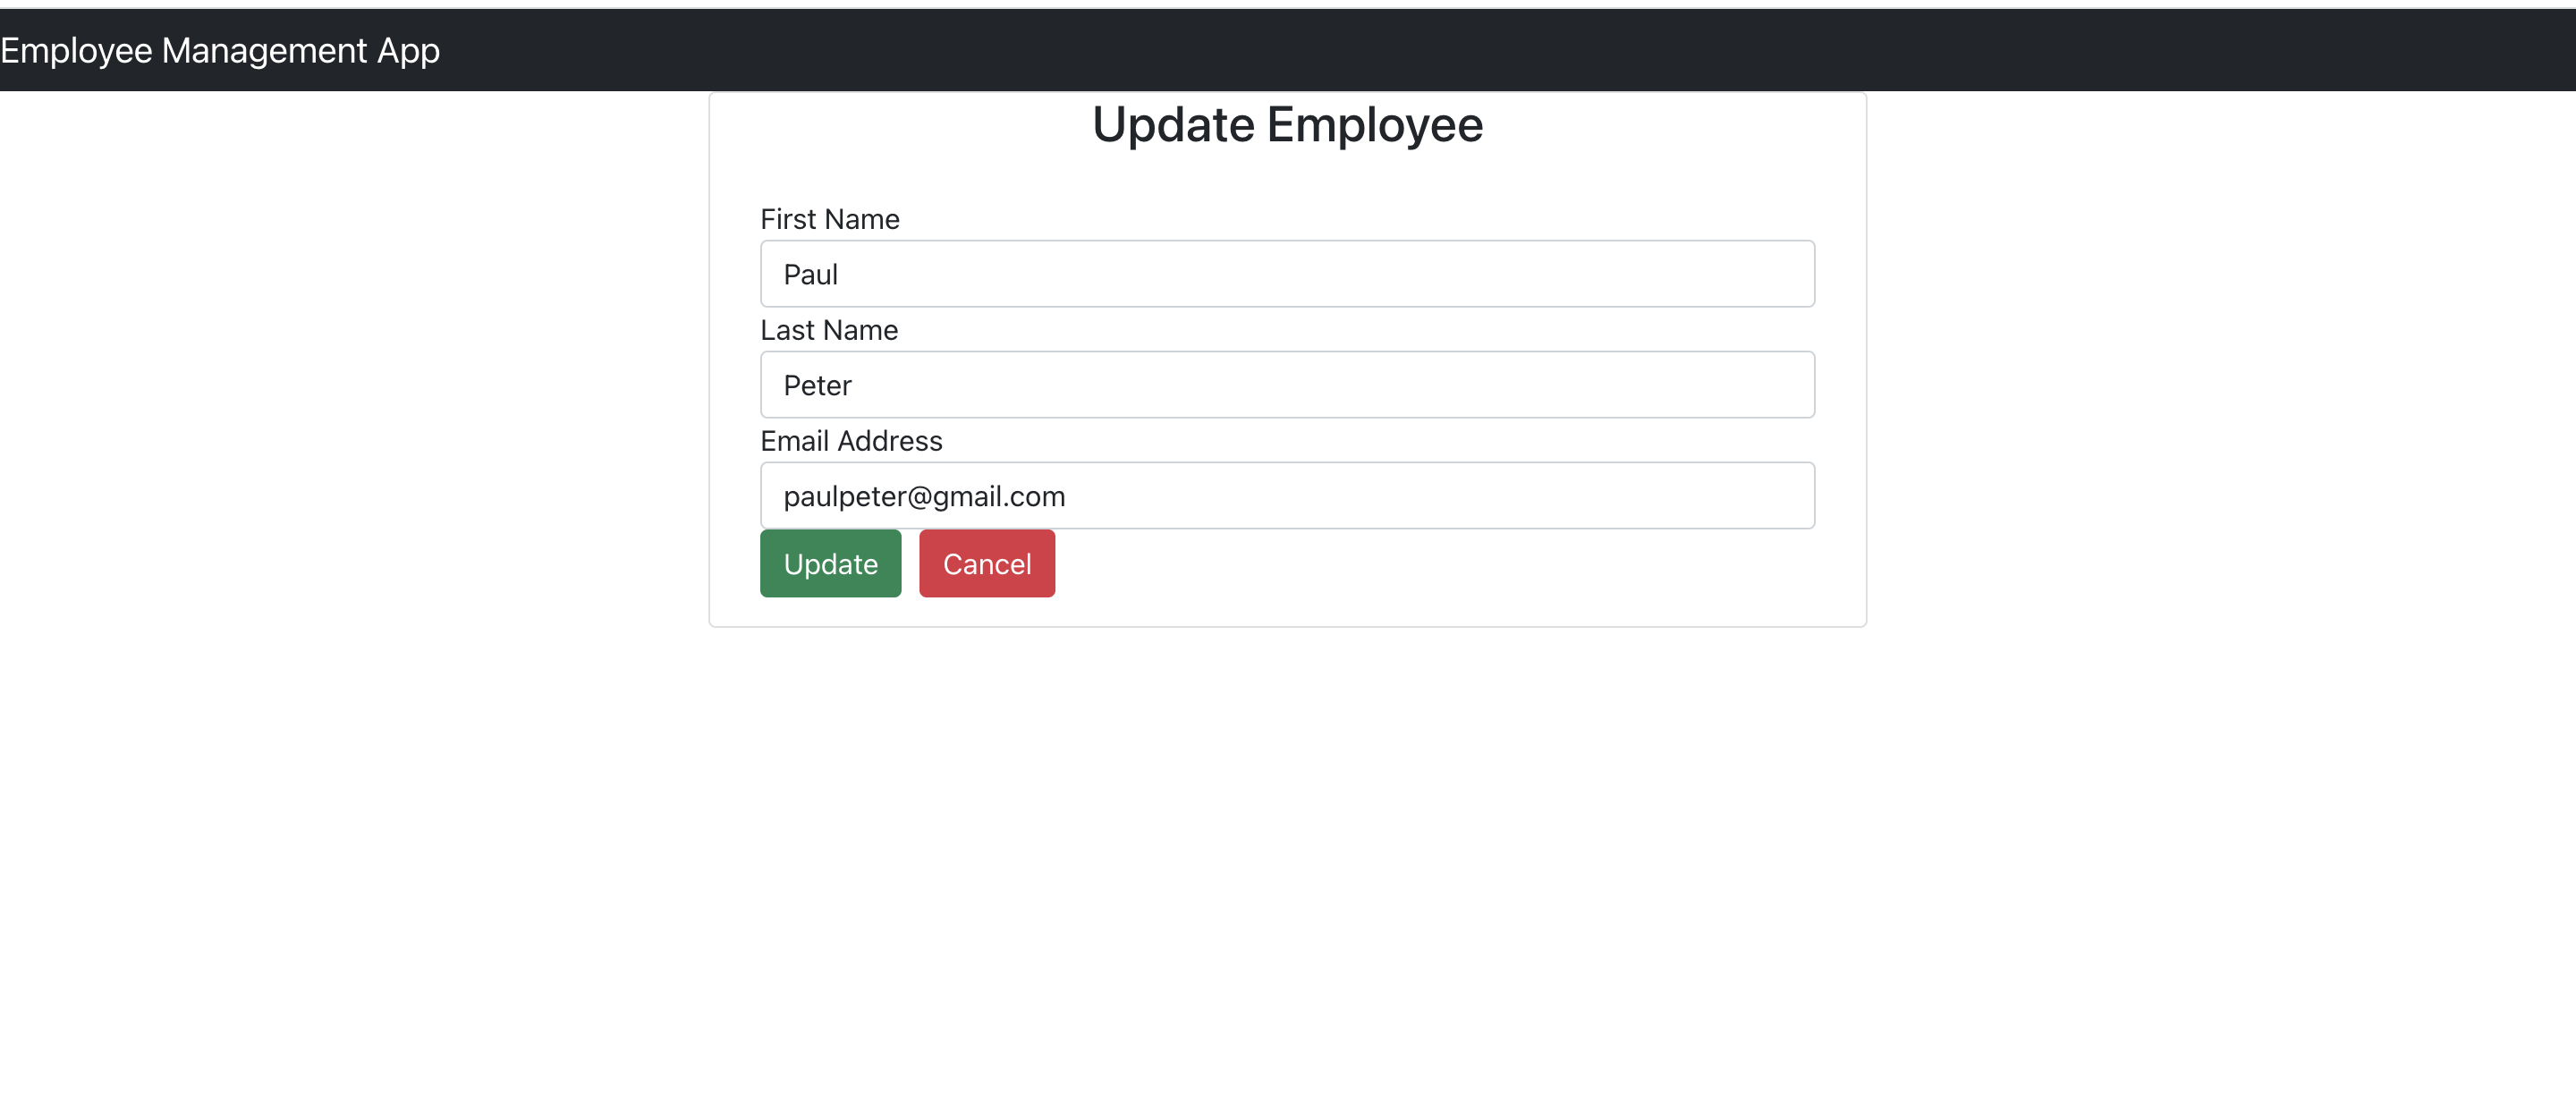 Employee Management App
Update Employee
First Name
Paul
Last Name
Peter
Email Address
paulpeter@gmail.com
Update Cancel